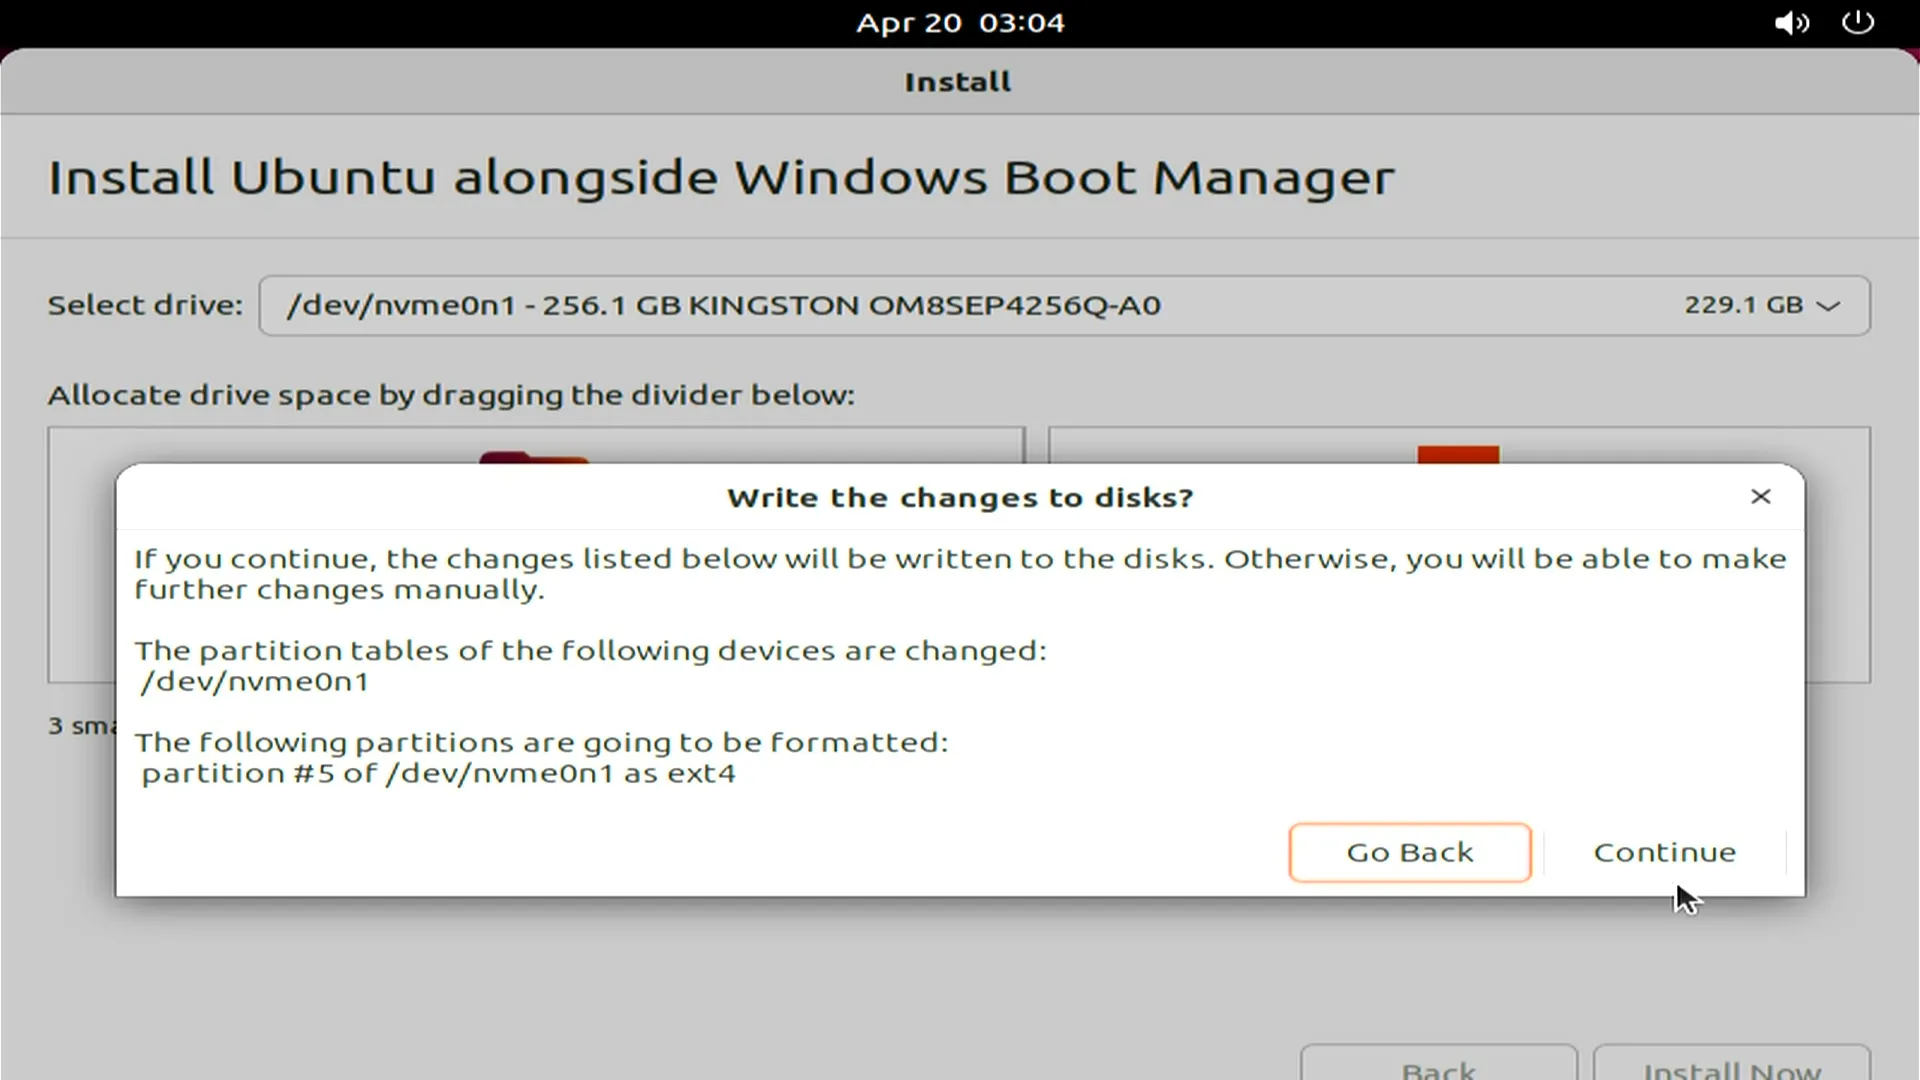 Apr 20 03:04
Install
Install Ubuntu alongside Windows Boot Manager
Select drive: /dev/nvme0n1 - 256.1 GB KINGSTON OM8SEP4256Q-A0 229.1 GB
Allocate drive space by dragging the divider below:
Write the changes to disks?
If you continue, the changes listed below will be written to the disks. Otherwise, you will be able to make
further changes manually.
The partition tables of the following devices are changed:
/dev/nvme0n1
3
The following partitions are going to be formatted:
partition #5 of /dev/nvme0n1 as ext4
Go Back Continue
Back Install Now